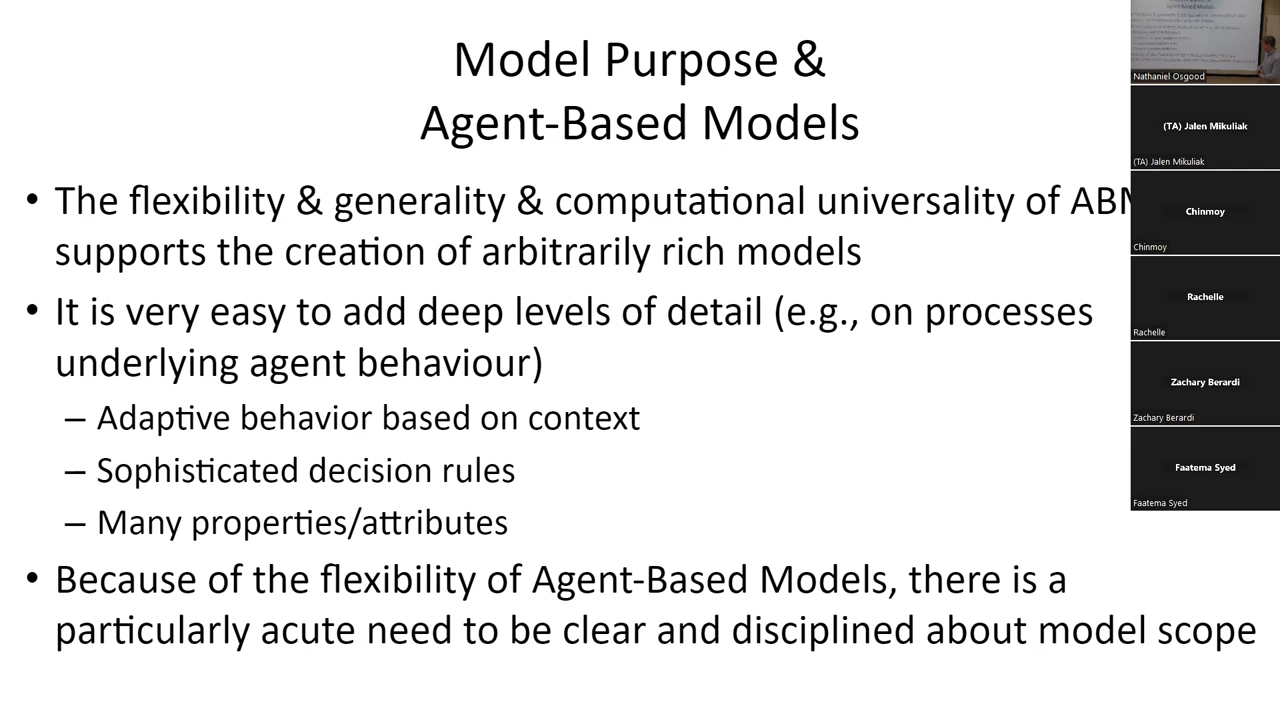 Model Purpose &
Agent-Based Models
• The flexibility & generality & computational universality of
supports the creation of arbitrarily rich models
• It is very easy to add deep levels of detail (e.g., on processes
underlying agent behaviour)
– Adaptive behavior based on context
– Sophisticated decision rules
– Many properties/attributes
• Because of the flexibility of Agent-Based Models, there is a
particularly acute need to be clear and disciplined about model scope
Agent-Based Models
Nathaniel Osgood
(TA) Jalen Mikuliak
(TA) Jalen Mikuliak
Chinmoy
Chinmoy
Rachelle
Rachelle
Zachary Berardi
Zachary Berardi
Faatema Syed
Faatema Syed